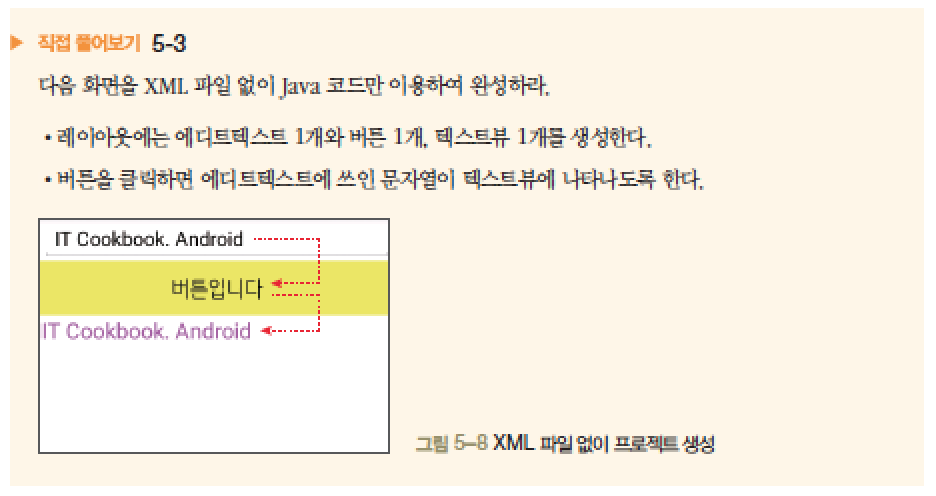 ▶ 직접 풀어보기 5-3
다음 화면을 XML 파일 없이 Java 코드만 이용하여 완성하라.
• 레이아웃에는 에디트텍스트 1개와 버튼 1개, 텍스트뷰 1개를 생성한다.
• 버튼을 클릭하면 에디트텍스트에 쓰인 문자열이 텍스트뷰에 나타나도록 한다.
IT Cookbook. Android
버튼입니다
IT Cookbook. Android
그림 5-8 XML 파일 없이 프로젝트 생성